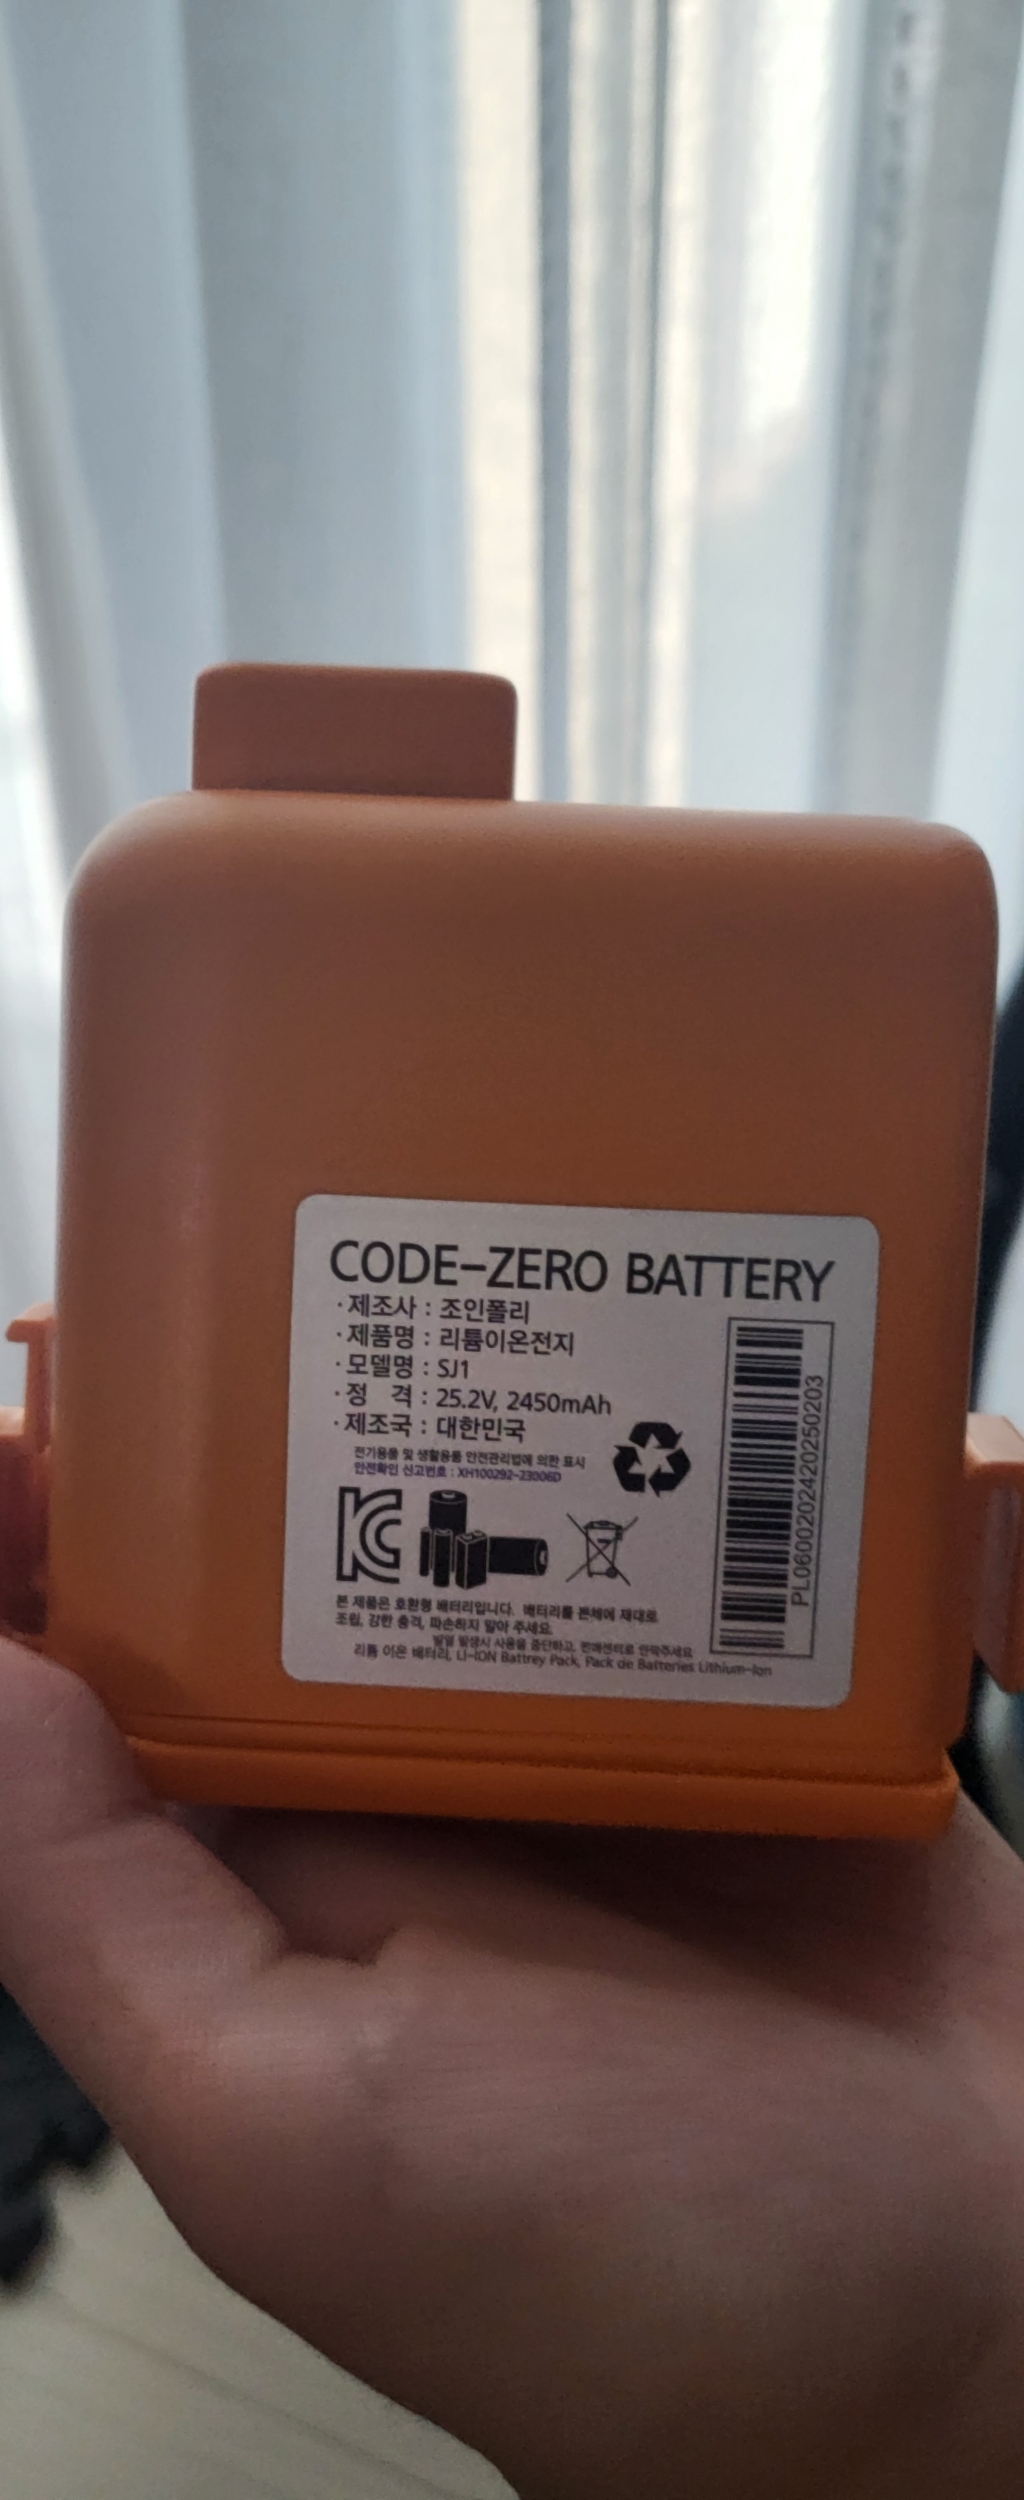 CODE-ZERO BATTERY
·제조사 : 조인폴리
·제품명 : 리튬이온전지
·모델명 : SJ1
·정 격 : 25.2V, 2450mAh
·제조국 : 대한민국
전기용품 및 생활용품 안전관리법에 의한 표시
안전확인 신고번호 : XH100292-23006D
PL0600202420250203
본 제품은 호환형 배터리입니다. 배터리를 본체에 제대로
조립, 강한 충격, 파손하지 말아 주세요.
발열 발생시 사용을 중단하고, 판매센터로 연락주세요
리튬 이온 배터리, LI-ION Battrey Pack, Pack de Batteries Lithium-Ion